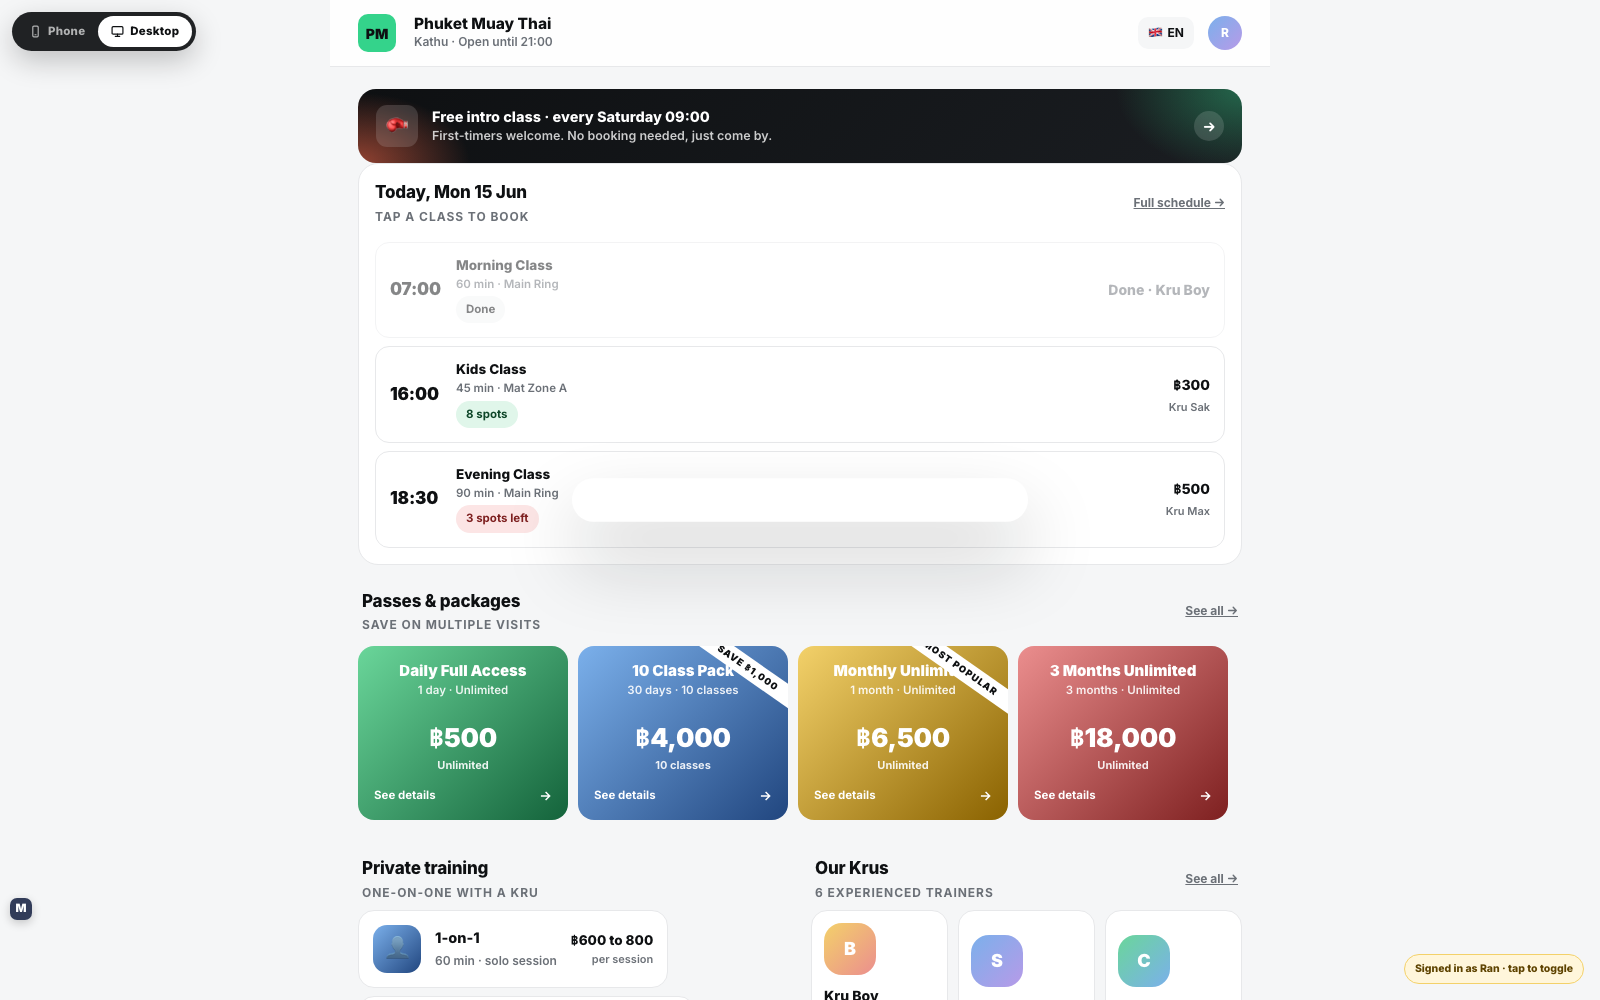 Phone
Desktop
PM
Phuket Muay Thai
Kathu · Open until 21:00
🇬🇧 EN
R
Free intro class · every Saturday 09:00
First-timers welcome. No booking needed, just come by.
→
Today, Mon 15 Jun
TAP A CLASS TO BOOK
Full schedule →
07:00
Morning Class
60 min · Main Ring
Done
Done · Kru Boy
16:00
Kids Class
45 min · Mat Zone A
8 spots
฿300
Kru Sak
18:30
Evening Class
90 min · Main Ring
3 spots left
฿500
Kru Max
Passes & packages
SAVE ON MULTIPLE VISITS
See all →
Daily Full Access
1 day · Unlimited
฿500
Unlimited
See details →
SAVE ฿1,000
10 Class Pack
30 days · 10 classes
฿4,000
10 classes
See details →
POPULAR
Monthly
1 month · Unlimited
฿6,500
Unlimited
See details →
3 Months Unlimited
3 months · Unlimited
฿18,000
Unlimited
See details →
Private training
ONE-ON-ONE WITH A KRU
1-on-1
60 min · solo session
฿600 to 800
per session
Our Krus
6 EXPERIENCED TRAINERS
See all →
B
Kru Boy
S
C
M
Signed in as Ran · tap to toggle